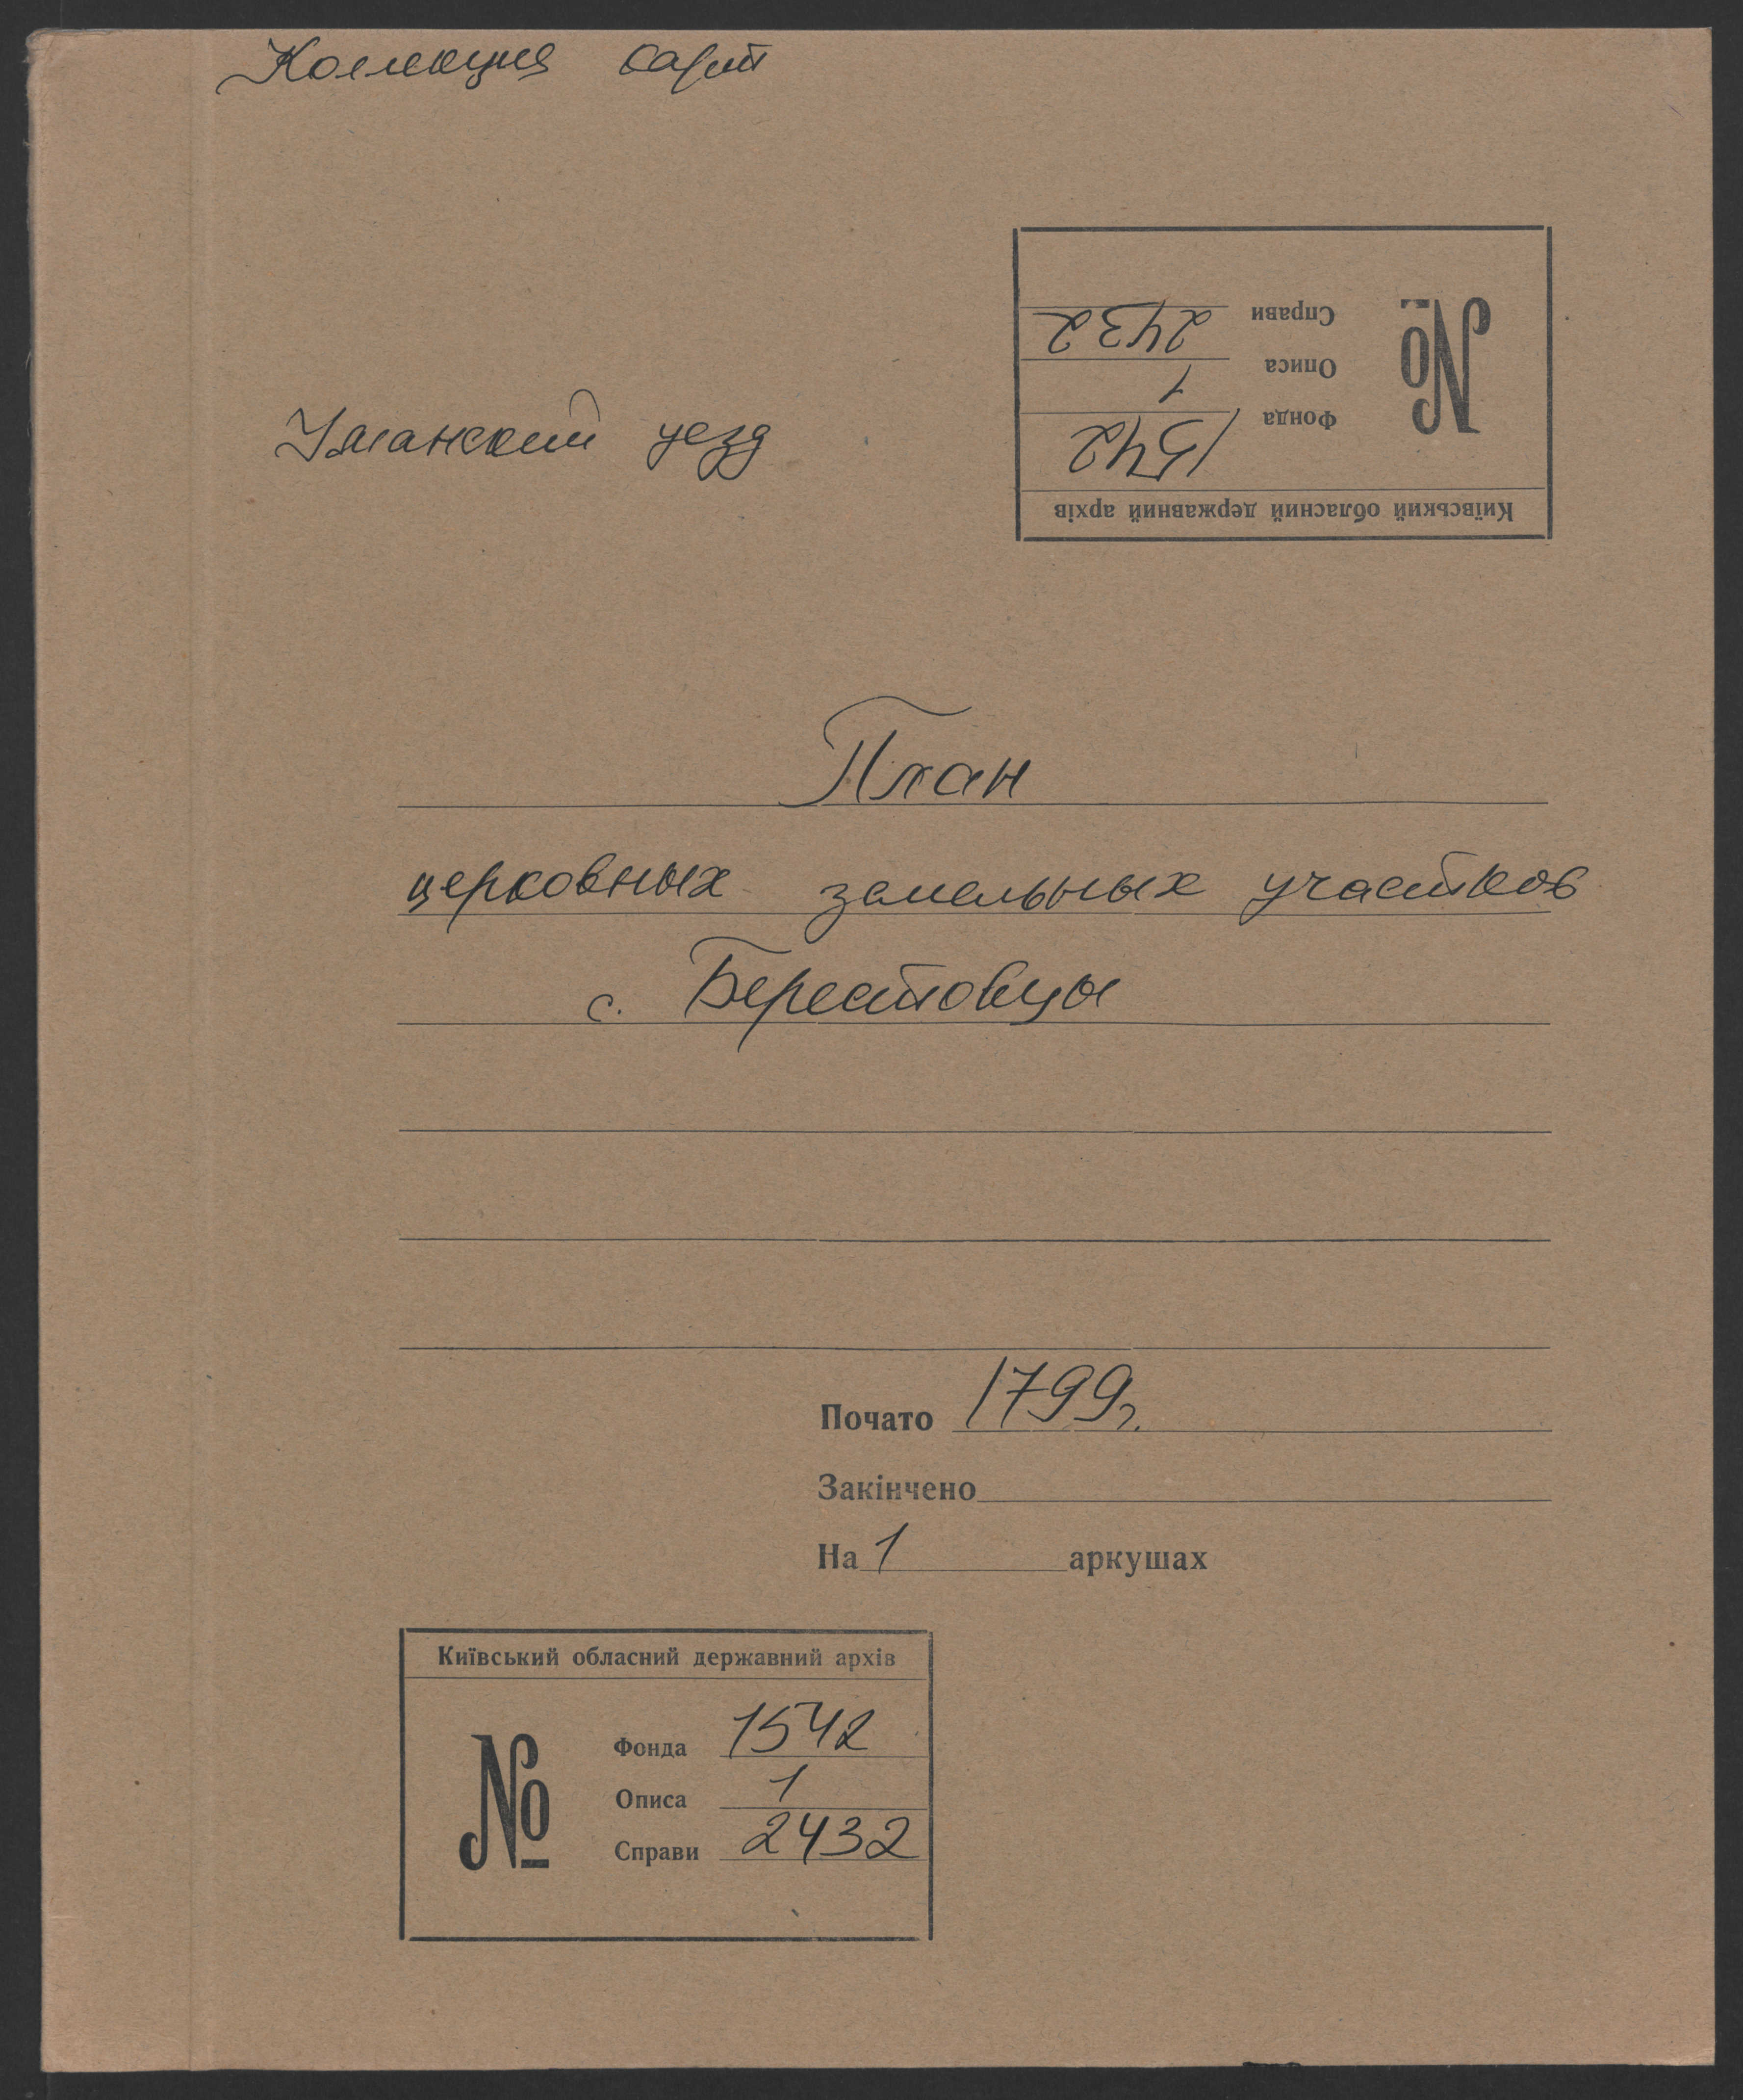 Коллекция карт
Справи 2432
Описа 1
Фонда 1542
№
Київський обласний державний архів
Уманский уезд
План
церковных земельных участков
с. Берестовцы
Почато 1799г.
Закінчено
На 1 аркушах
Київський обласний державний архів
№
Фонда 1542
Описа 1
Справи 2432